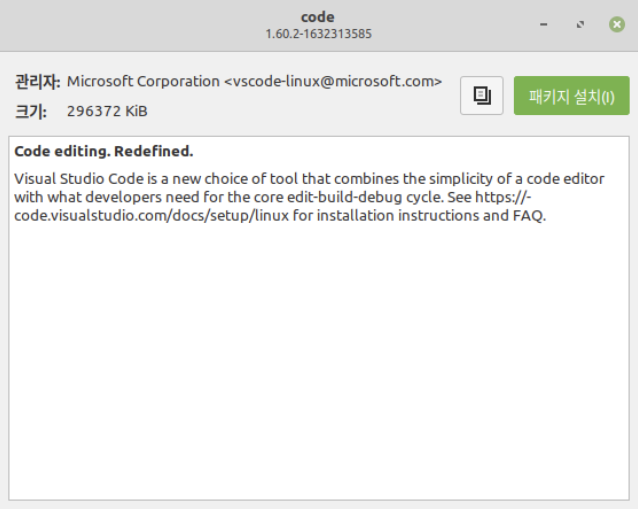 code
1.60.2-1632313585
관리자: Microsoft Corporation <vscode-linux@microsoft.com>
패키지 설치(I)
크기: 296372 KiB
Code editing. Redefined.
Visual Studio Code is a new choice of tool that combines the simplicity of a code editor
with what developers need for the core edit-build-debug cycle. See https://-
code.visualstudio.com/docs/setup/linux for installation instructions and FAQ.